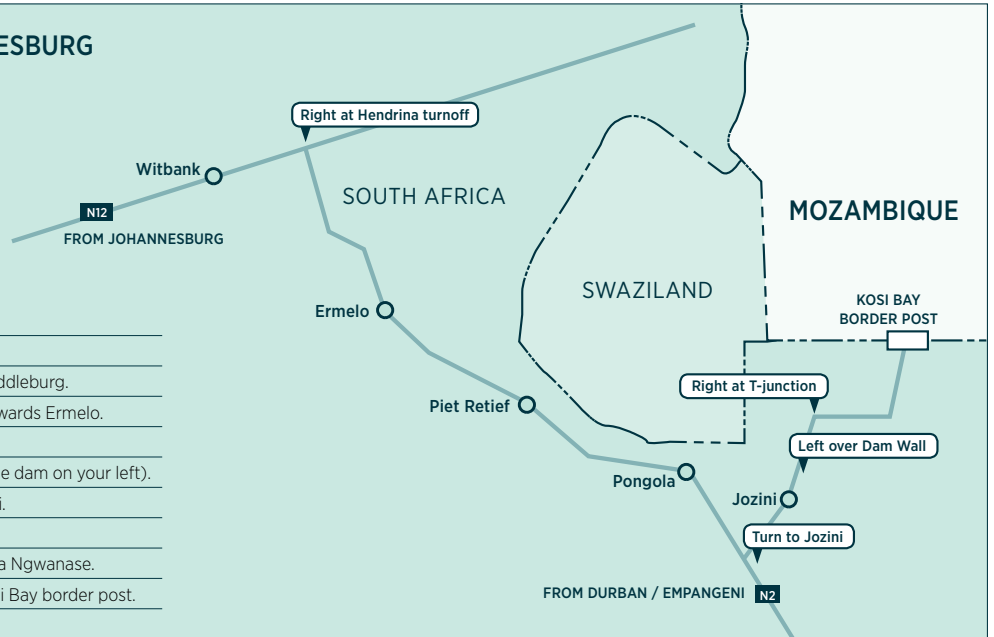 ESBURG
Right at Hendrina turnoff
Witbank
N12
FROM JOHANNESBURG
SOUTH AFRICA
MOZAMBIQUE
SWAZILAND
KOSI BAY
BORDER POST
Ermelo
ddleburg.
wards Ermelo.
e dam on your left).
i.
a Ngwanase.
i Bay border post.
Right at T-junction
Piet Retief
Left over Dam Wall
Pongola
Jozini
Turn to Jozini
FROM DURBAN / EMPANGENI
N2